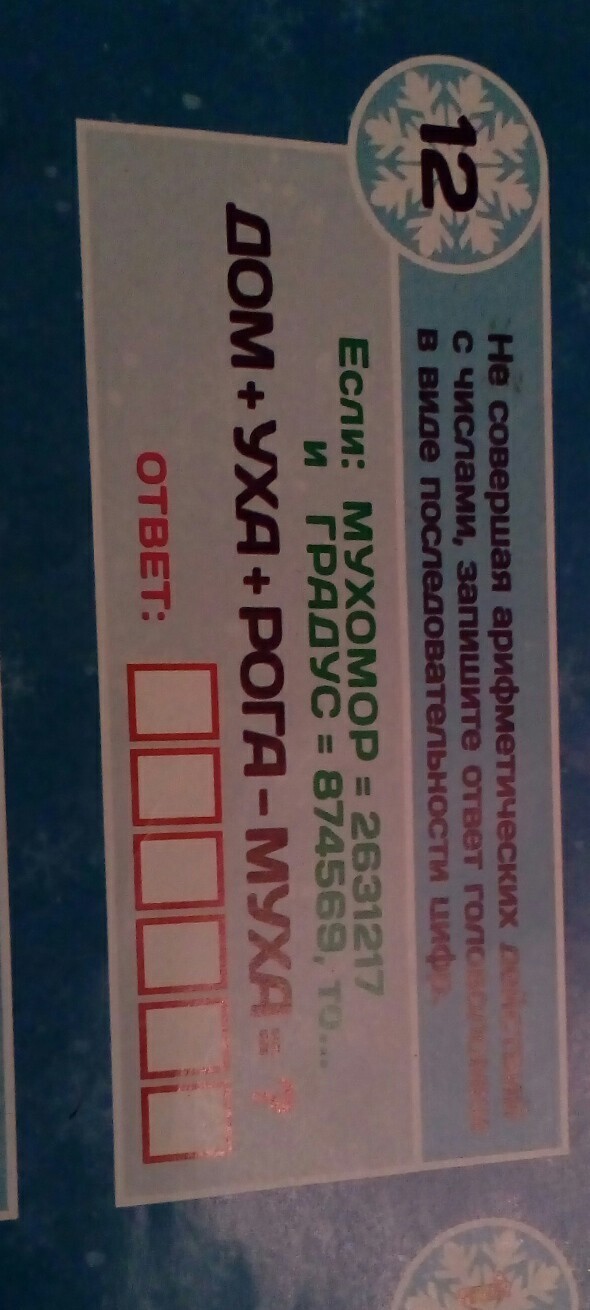 12
Не совершая арифметических действий
с числами, запишите ответ головоломки
в виде последовательности цифр.
Если: МУХОМОР = 2631217
и ГРАДУС = 874569, то...
ДОМ + УХА + РОГА - МУХА = ?
ОТВЕТ: